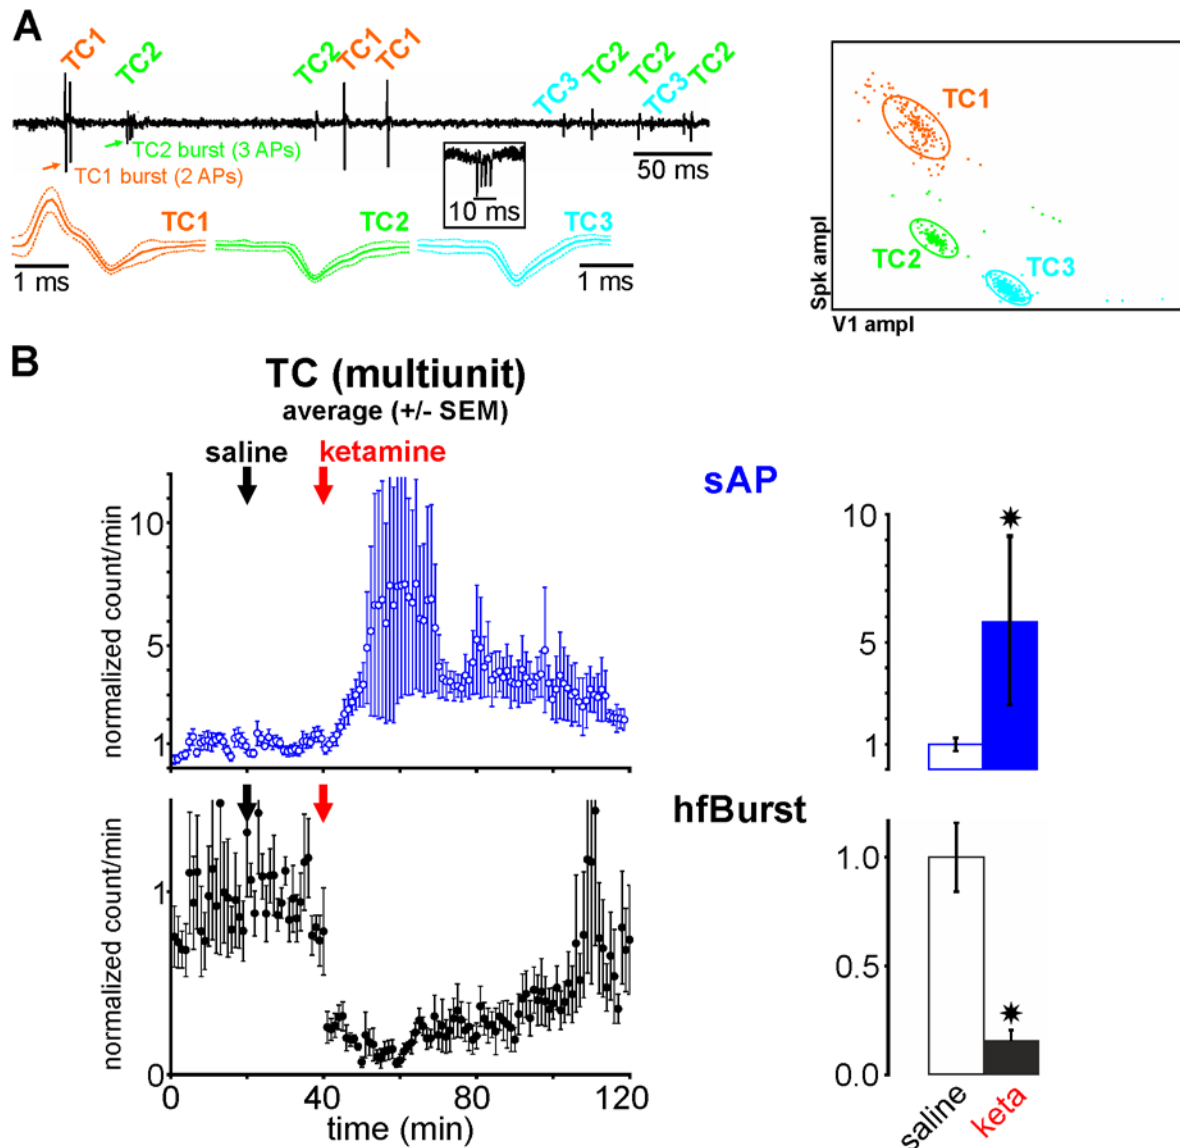 A
TC1
TC2
TC2
TC1
TC1
TC3
TC2
TC2
TC3
TC2
TC2 burst (3 APs)
TC1 burst (2 APs)
50 ms
10 ms
TC1
TC2
TC3
1 ms
1 ms
TC1
TC2
TC3
Spk ampl
V1 ampl
B
TC (multiunit)
average (+/- SEM)
saline
ketamine
sAP
normalized count/min
10
5
1
10
5
1
hfBurst
normalized count/min
1
0
0
40
80
120
time (min)
1.0
0.5
0.0
saline
keta